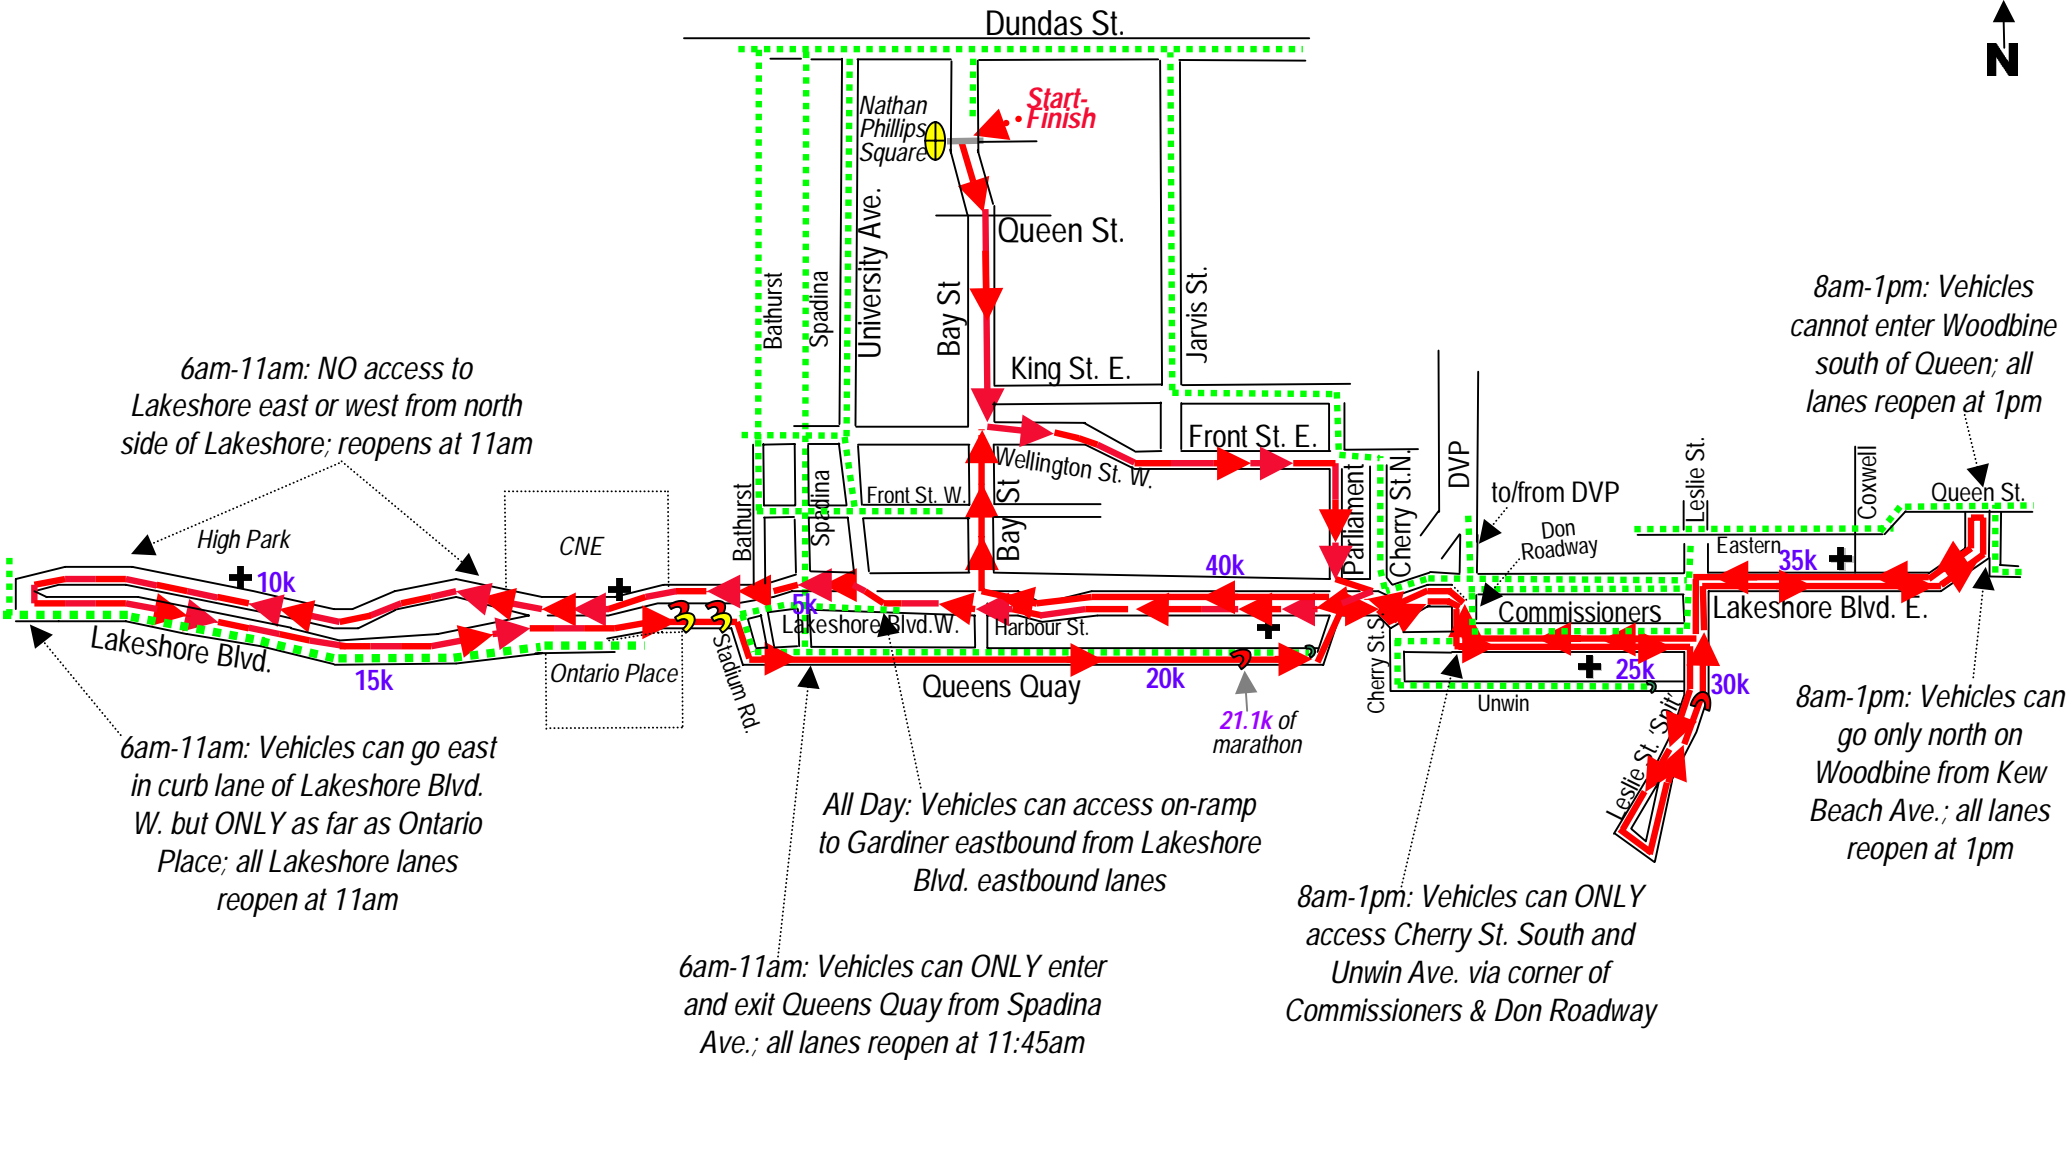 Dundas St.
N
Nathan
Phillips
Square
Start-
Finish
Queen St.
University Ave.
Bathurst
Spadina
Bay St
Jarvis St.
King St. E.
8am-1pm: Vehicles
cannot enter Woodbine
south of Queen; all
lanes reopen at 1pm
6am-11am: NO access to
Lakeshore east or west from north
side of Lakeshore; reopens at 11am
Front St. E.
Wellington St. W.
Front St. W.
Bathurst
Spadina
Bay St
Parliament
Cherry St.N.
DVP
to/from DVP
Don
Roadway
Leslie St.
Coxwell
Queen St.
Eastern
High Park
CNE
10k
5k
40k
35k
Lakeshore Blvd.W.
Harbour St.
Commissioners
Lakeshore Blvd. E.
Lakeshore Blvd.
15k
Ontario Place
Stadium Rd.
Queens Quay
20k
21.1k of
marathon
Cherry St.S.
Unwin
25k
30k
Leslie St. 'Spit'
8am-1pm: Vehicles can
go only north on
Woodbine from Kew
Beach Ave.; all lanes
reopen at 1pm
6am-11am: Vehicles can go east
in curb lane of Lakeshore Blvd.
W. but ONLY as far as Ontario
Place; all Lakeshore lanes
reopen at 11am
All Day: Vehicles can access on-ramp
to Gardiner eastbound from Lakeshore
Blvd. eastbound lanes
8am-1pm: Vehicles can ONLY
access Cherry St. South and
Unwin Ave. via corner of
Commissioners & Don Roadway
6am-11am: Vehicles can ONLY enter
and exit Queens Quay from Spadina
Ave.; all lanes reopen at 11:45am